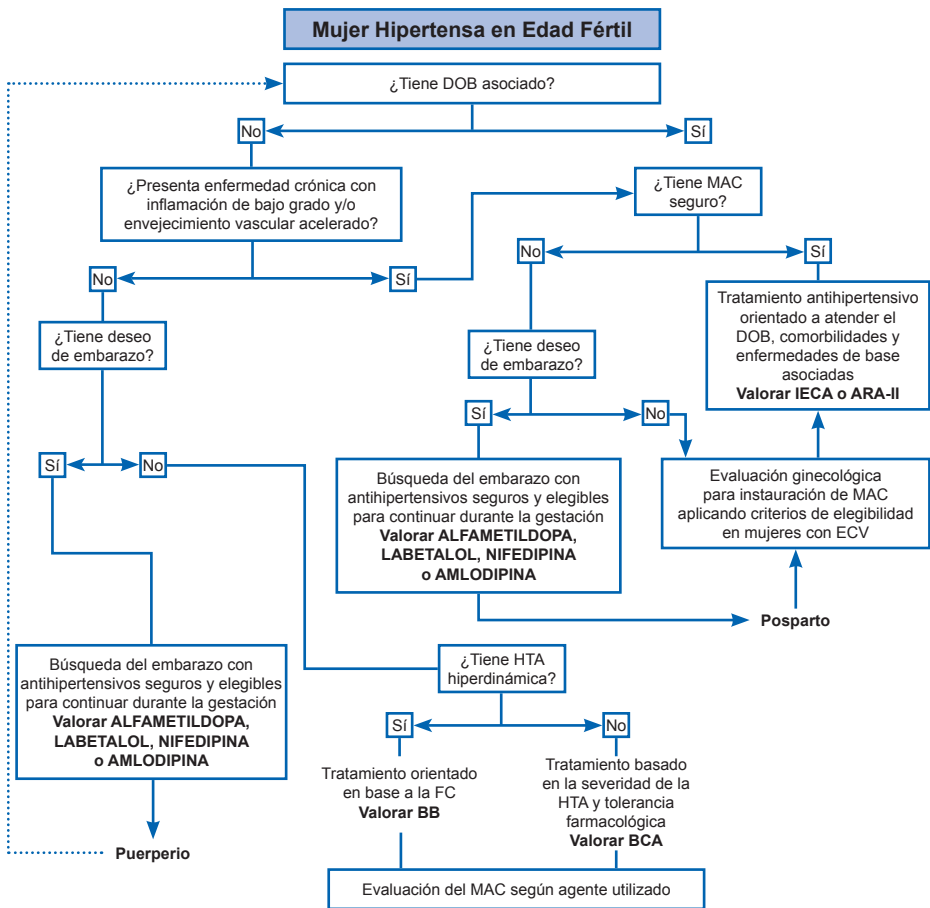 Mujer Hipertensa en Edad Fértil
¿Tiene DOB asociado?
No
Sí
¿Presenta enfermedad crónica con
inflamación de bajo grado y/o
envejecimiento vascular acelerado?
¿Tiene MAC
seguro?
No
Sí
No
Sí
¿Tiene deseo
de embarazo?
¿Tiene deseo
de embarazo?
Tratamiento antihipertensivo
orientado a atender el
DOB, comorbilidades y
enfermedades de base
asociadas
Valorar IECA o ARA-II
Sí
No
Sí
No
Búsqueda del embarazo con
antihipertensivos seguros y elegibles
para continuar durante la gestación
Valorar ALFAMETILDOPA,
LABETALOL, NIFEDIPINA
o AMLODIPINA
Evaluación ginecológica
para instauración de MAC
aplicando criterios de elegibilidad
en mujeres con ECV
Posparto
Búsqueda del embarazo con
antihipertensivos seguros y elegibles
para continuar durante la gestación
Valorar ALFAMETILDOPA,
LABETALOL, NIFEDIPINA
o AMLODIPINA
¿Tiene HTA
hiperdinámica?
Sí
No
Tratamiento orientado
en base a la FC
Valorar BB
Tratamiento basado
en la severidad de la
HTA y tolerancia
farmacológica
Valorar BCA
Puerperio
Evaluación del MAC según agente utilizado